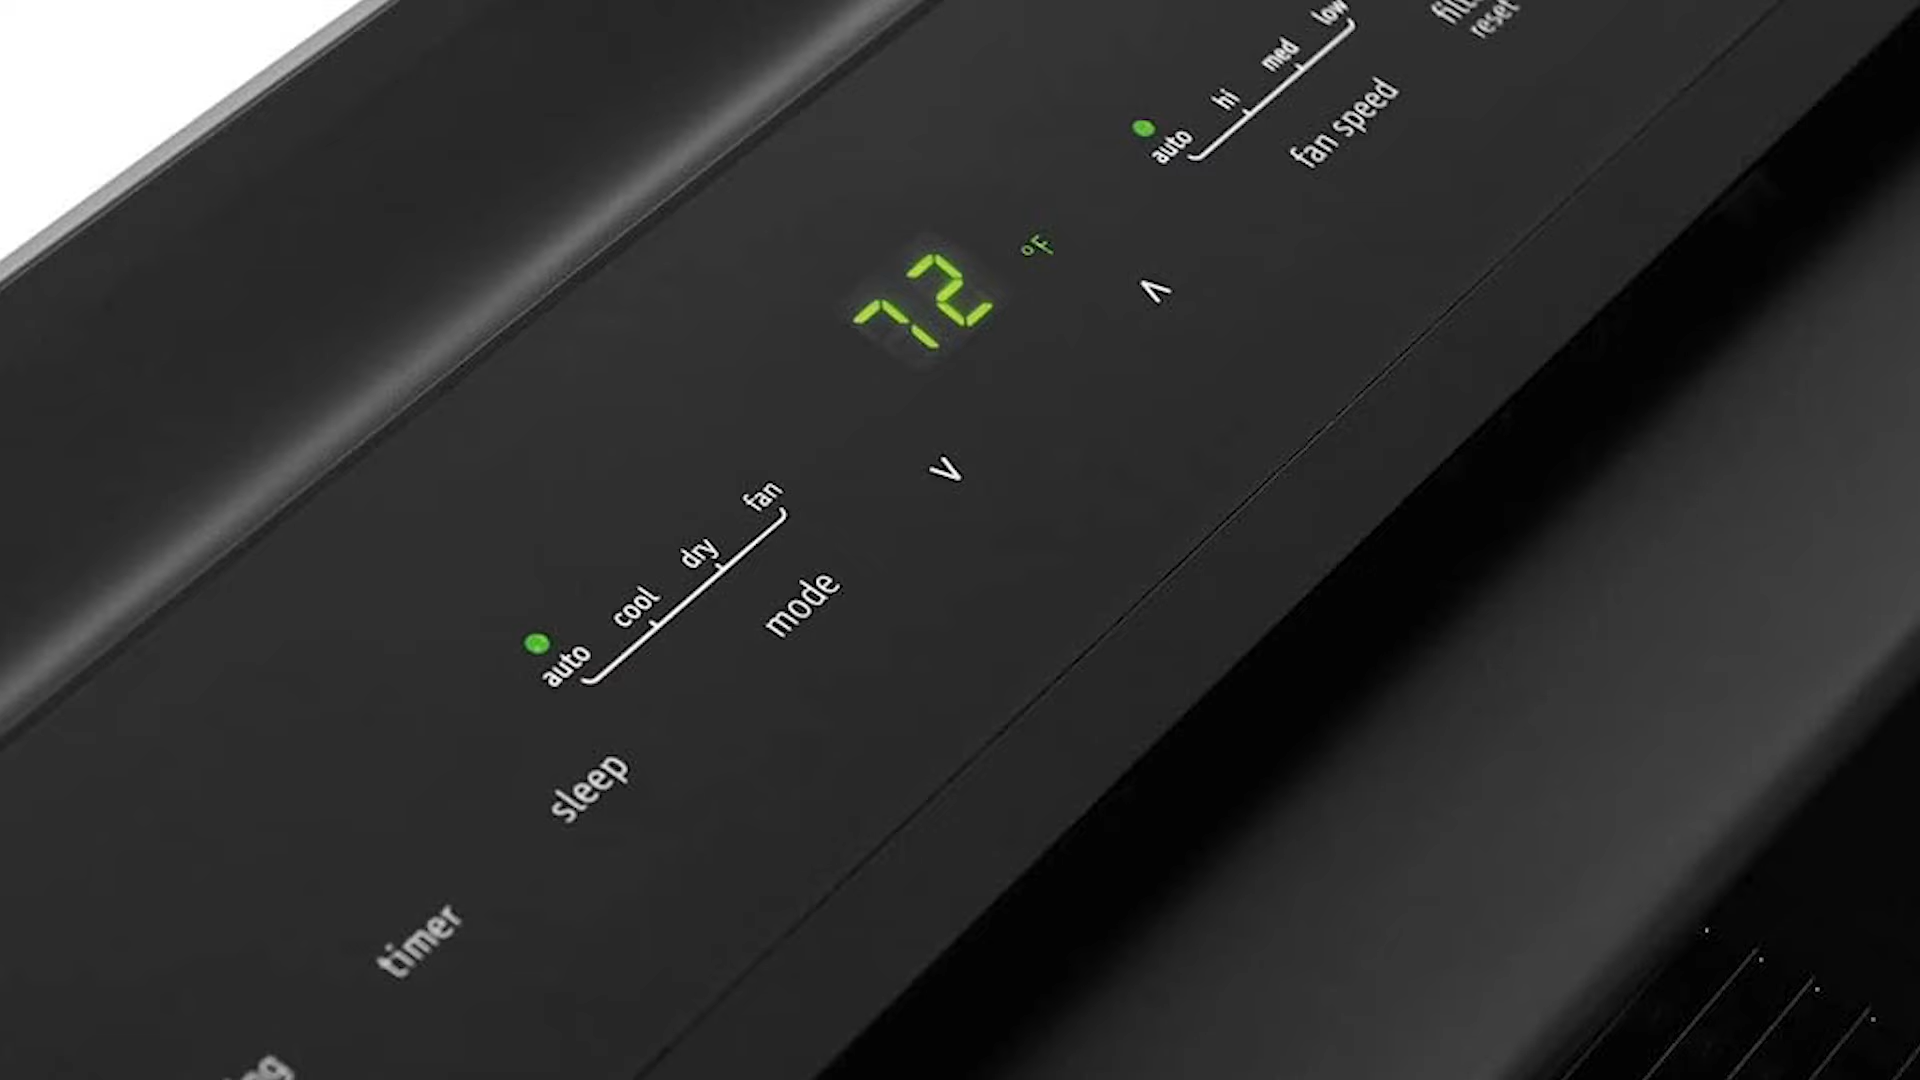 low
med
hi
auto
reset
fan speed
72 °F
Λ
V
fan
dry
cool
auto
mode
sleep
timer